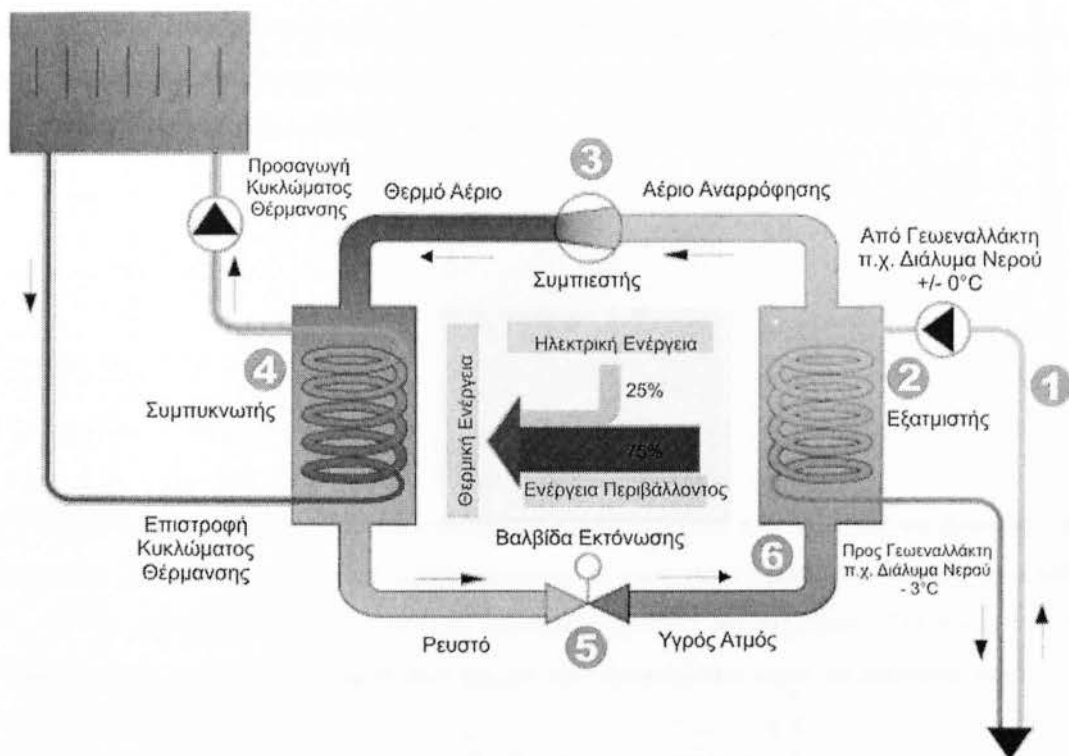 Προσαγωγή
Κυκλώματος
Θέρμανσης
Θερμό Αέριο
3
Αέριο Αναρρόφησης
Συμπιεστής
Από Γεωεναλλάκτη
π.χ. Διάλυμα Νερού
+/- 0°C
4
Συμπυκνωτής
Θερμική Ενέργεια
Ηλεκτρική Ενέργεια
25%
75%
Ενέργεια Περιβάλλοντος
2
1
Εξατμιστής
Επιστροφή
Κυκλώματος
Θέρμανσης
Βαλβίδα Εκτόνωσης
6
Προς Γεωεναλλάκτη
π.χ. Διάλυμα Νερού
- 3°C
Ρευστό
5
Υγρός Ατμός